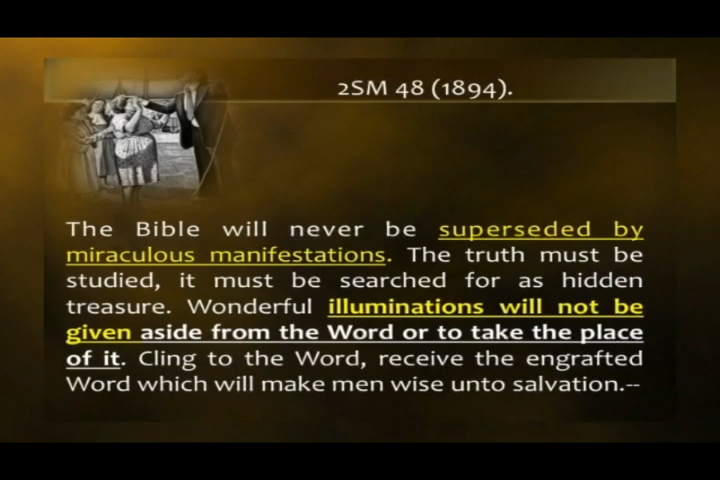 2SM 48 (1894).
The Bible will never be superseded by
miraculous manifestations. The truth must be
studied, it must be searched for as hidden
treasure. Wonderful illuminations will not be
given aside from the Word or to take the place
of it. Cling to the Word, receive the engrafted
Word which will make men wise unto salvation.--